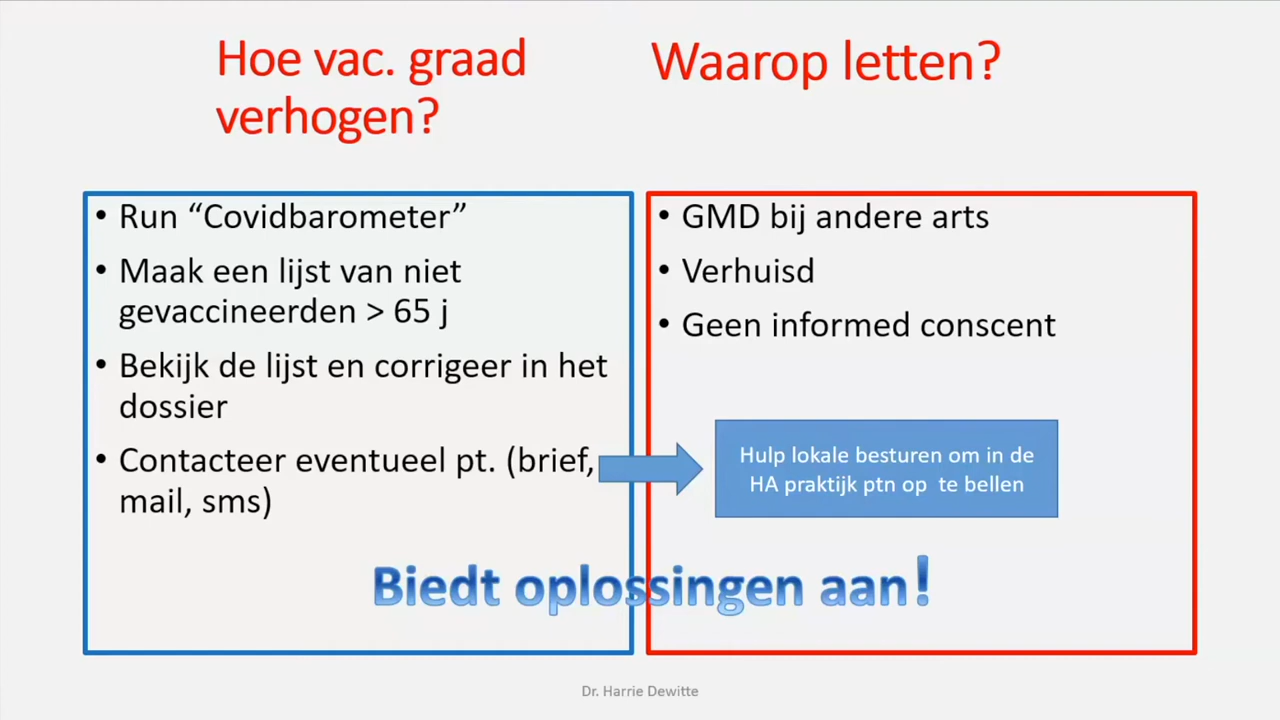 Hoe vac. graad
verhogen?
Waarop letten?
• Run “Covidbarometer”
• Maak een lijst van niet
gevaccineerden > 65 j
• Bekijk de lijst en corrigeer in het
dossier
• Contacteer eventueel pt. (brief,
mail, sms)
• GMD bij andere arts
• Verhuisd
• Geen informed conscent
Hulp lokale besturen om in de
HA praktijk ptn op te bellen
Biedt oplossingen aan!
Dr. Harrie Dewitte